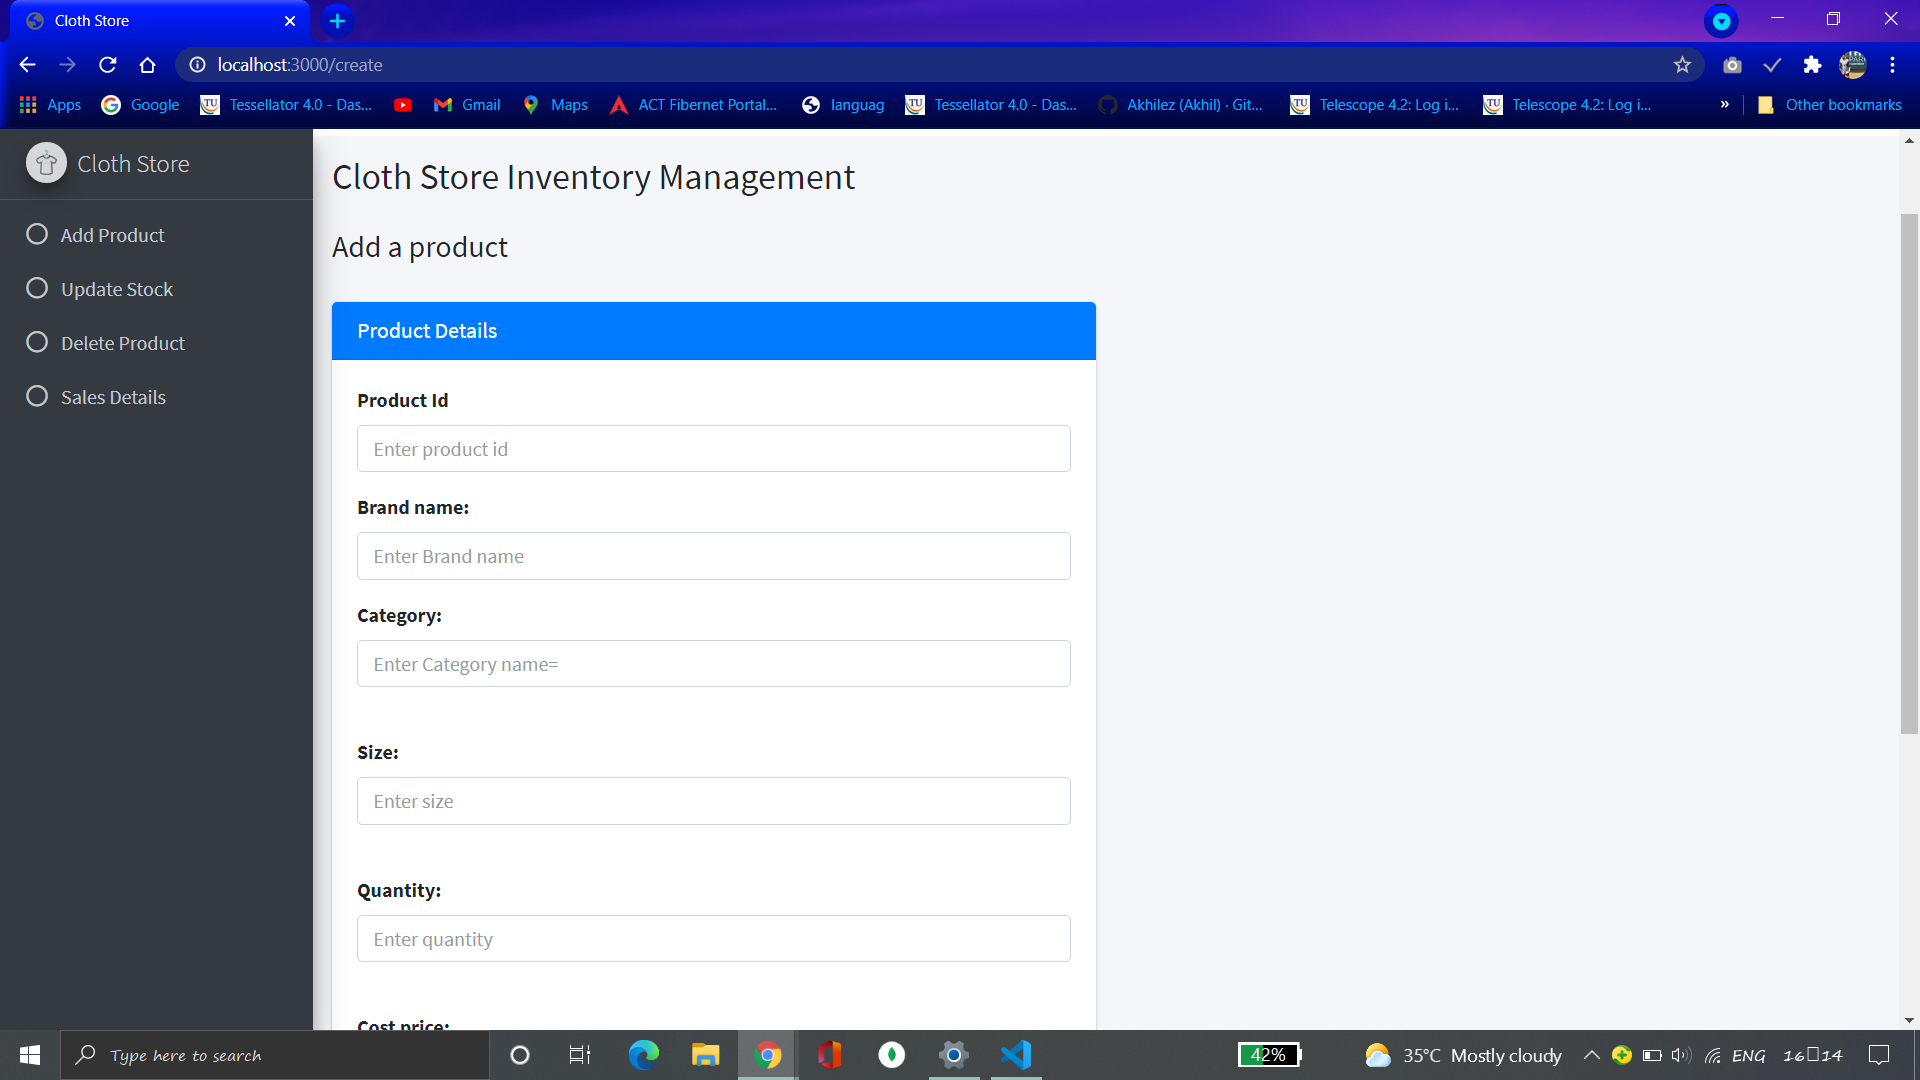 Cloth Store
localhost:3000/create
Apps Google Tessellator 4.0 - Das... Gmail Maps ACT Fibernet Portal... languag Tessellator 4.0 - Das... Akhilez (Akhil) · Git... Telescope 4.2: Log i... Telescope 4.2: Log i... » Other bookmarks
Cloth Store
Add Product
Update Stock
Delete Product
Sales Details
Cloth Store Inventory Management
Add a product
Product Details
Product Id
Enter product id
Brand name:
Enter Brand name
Category:
Enter Category name=
Size:
Enter size
Quantity:
Enter quantity
Cost price:
Type here to search
42%
35°C Mostly cloudy
ENG
16▯14